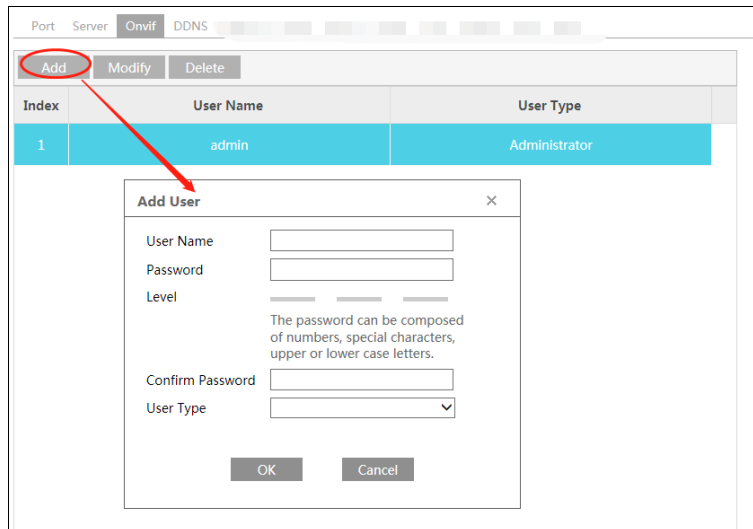 Port Server Onvif DDNS
Add Modify Delete
Index User Name User Type
1 admin Administrator
Add User ×
User Name
Password
Level
The password can be composed
of numbers, special characters,
upper or lower case letters.
Confirm Password
User Type
OK Cancel